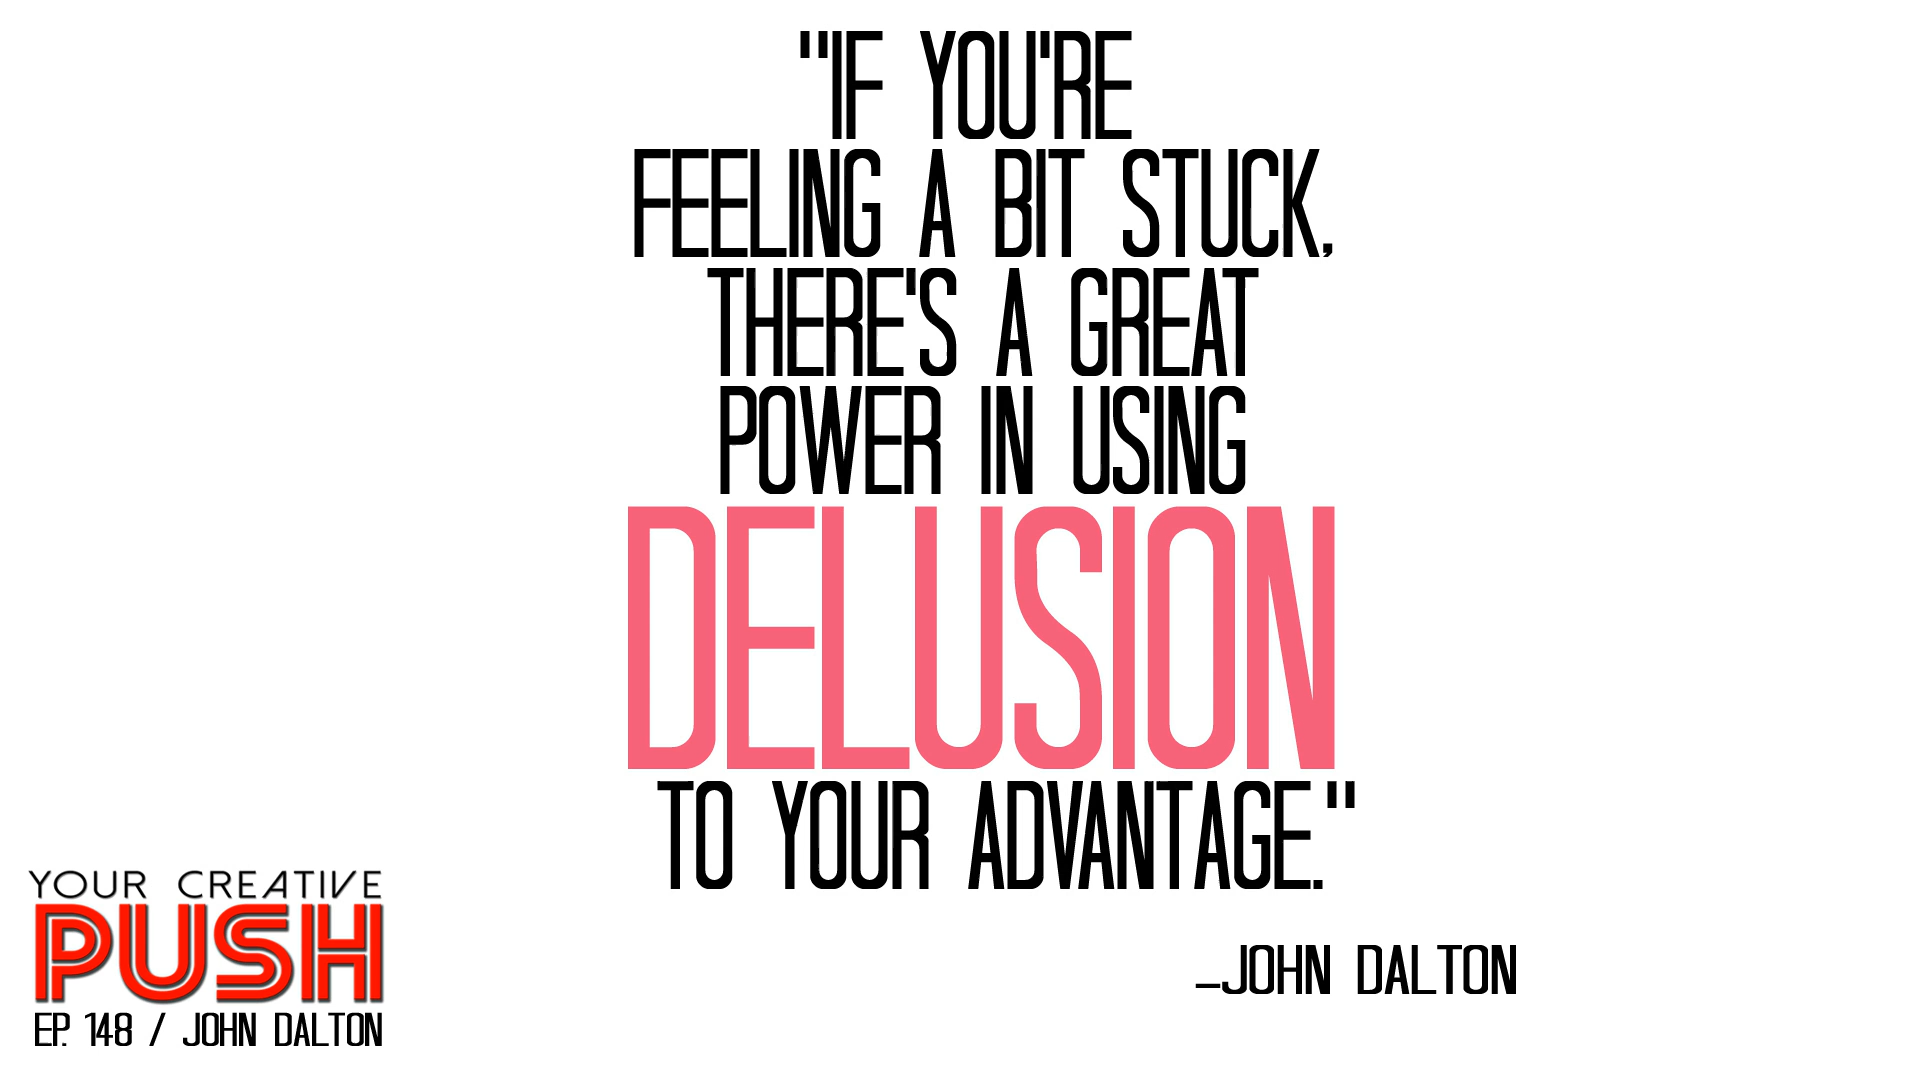 "IF YOU'RE
FEELING A BIT STUCK,
THERE'S A GREAT
POWER IN USING
DELUSION
TO YOUR ADVANTAGE."
–JOHN DALTON
YOUR CREATIVE
PUSH
EP. 148 / JOHN DALTON